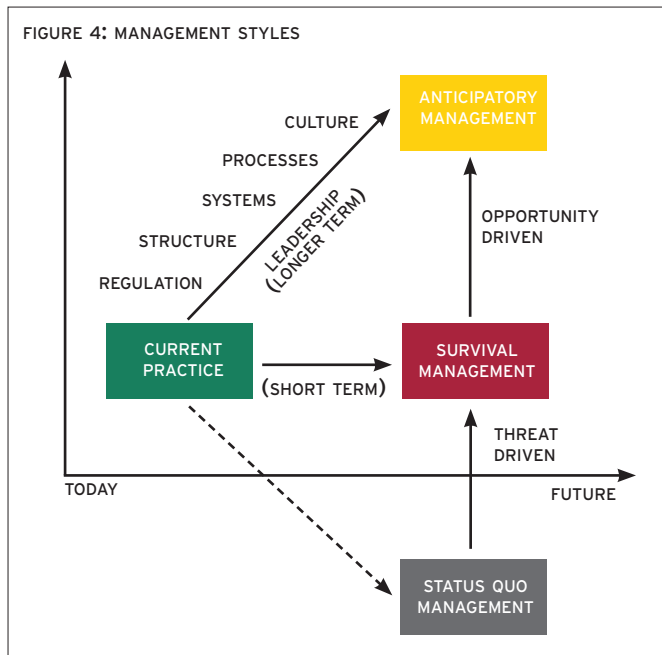 FIGURE 4: MANAGEMENT STYLES
ANTICIPATORY
MANAGEMENT
CULTURE
PROCESSES
SYSTEMS
STRUCTURE
REGULATION
LEADERSHIP
(LONGER TERM)
OPPORTUNITY
DRIVEN
CURRENT
PRACTICE
(SHORT TERM)
SURVIVAL
MANAGEMENT
THREAT
DRIVEN
TODAY
FUTURE
STATUS QUO
MANAGEMENT